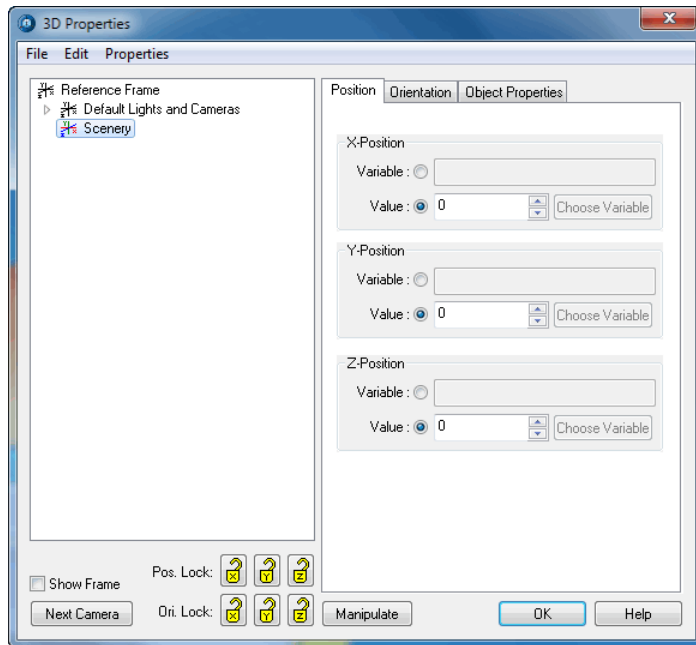 3D Properties
File Edit Properties
Reference Frame
Default Lights and Cameras
Scenery
Position Orientation Object Properties
X-Position
Variable :
Value : 0 Choose Variable
Y-Position
Variable :
Value : 0 Choose Variable
Z-Position
Variable :
Value : 0 Choose Variable
Show Frame
Pos. Lock: X Y Z
Next Camera
Ori. Lock: X Y Z
Manipulate OK Help